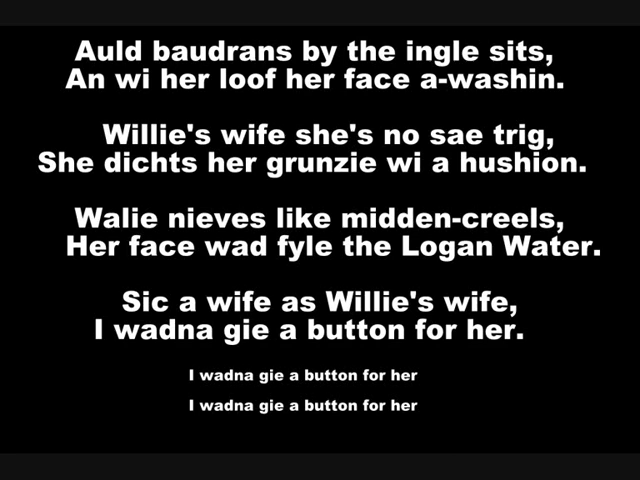 Auld baudrans by the ingle sits,
An wi her loof her face a-washin.
Willie's wife she's no sae trig,
She dichts her grunzie wi a hushion.
Walie nieves like midden-creels,
Her face wad fyle the Logan Water.
Sic a wife as Willie's wife,
I wadna gie a button for her.
I wadna gie a button for her
I wadna gie a button for her